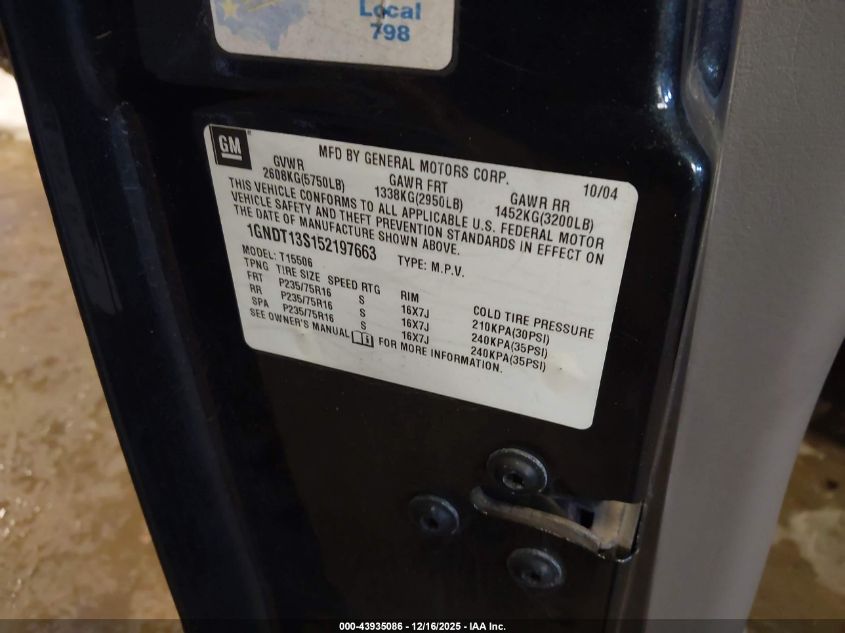 Local
798
GM
MFD BY GENERAL MOTORS CORP. 10/04
GVWR GAWR FRT GAWR RR
2608KG(5750LB) 1338KG(2950LB) 1452KG(3200LB)
THIS VEHICLE CONFORMS TO ALL APPLICABLE U.S. FEDERAL MOTOR
VEHICLE SAFETY AND THEFT PREVENTION STANDARDS IN EFFECT ON
THE DATE OF MANUFACTURE SHOWN ABOVE.
1GNDT13S152197663 TYPE: M.P.V.
MODEL: T15506
TPNG TIRE SIZE SPEED RTG RIM COLD TIRE PRESSURE
FRT P235/75R16 S 16X7J 210KPA(30PSI)
RR P235/75R16 S 16X7J 240KPA(35PSI)
SPA P235/75R16 S 16X7J 240KPA(35PSI)
SEE OWNER'S MANUAL FOR MORE INFORMATION.
000-43935086 - 12/16/2025 - IAA Inc.